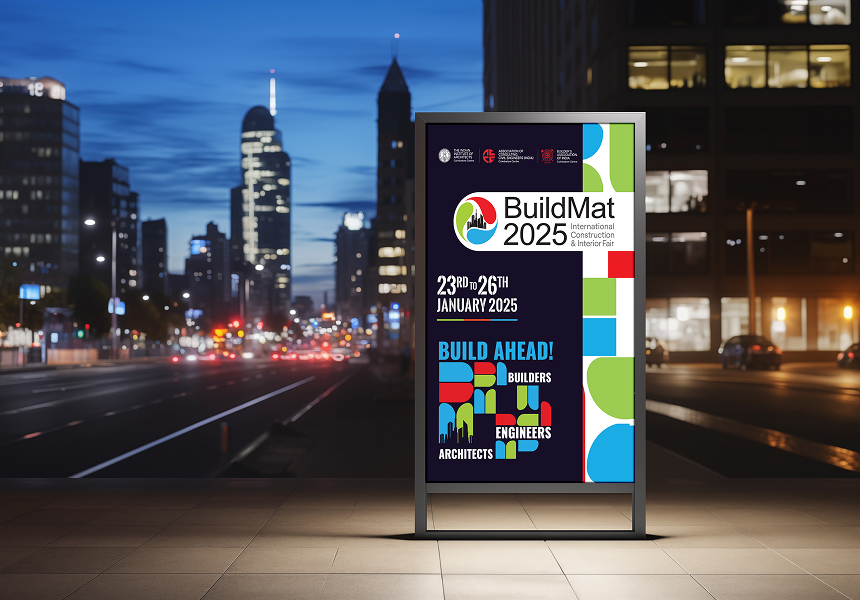 THE INDIAN
INSTITUTE OF
ARCHITECTS
Coimbatore Centre
ASSOCIATION OF
CONSULTING
CIVIL ENGINEERS (INDIA)
Coimbatore Centre
BUILDER'S
ASSOCIATION
OF INDIA
Coimbatore Centre
BuildMat
2025 International
Construction
& Interior Fair
23RD TO 26TH
JANUARY 2025
BUILD AHEAD!
BUILDERS
ENGINEERS
ARCHITECTS